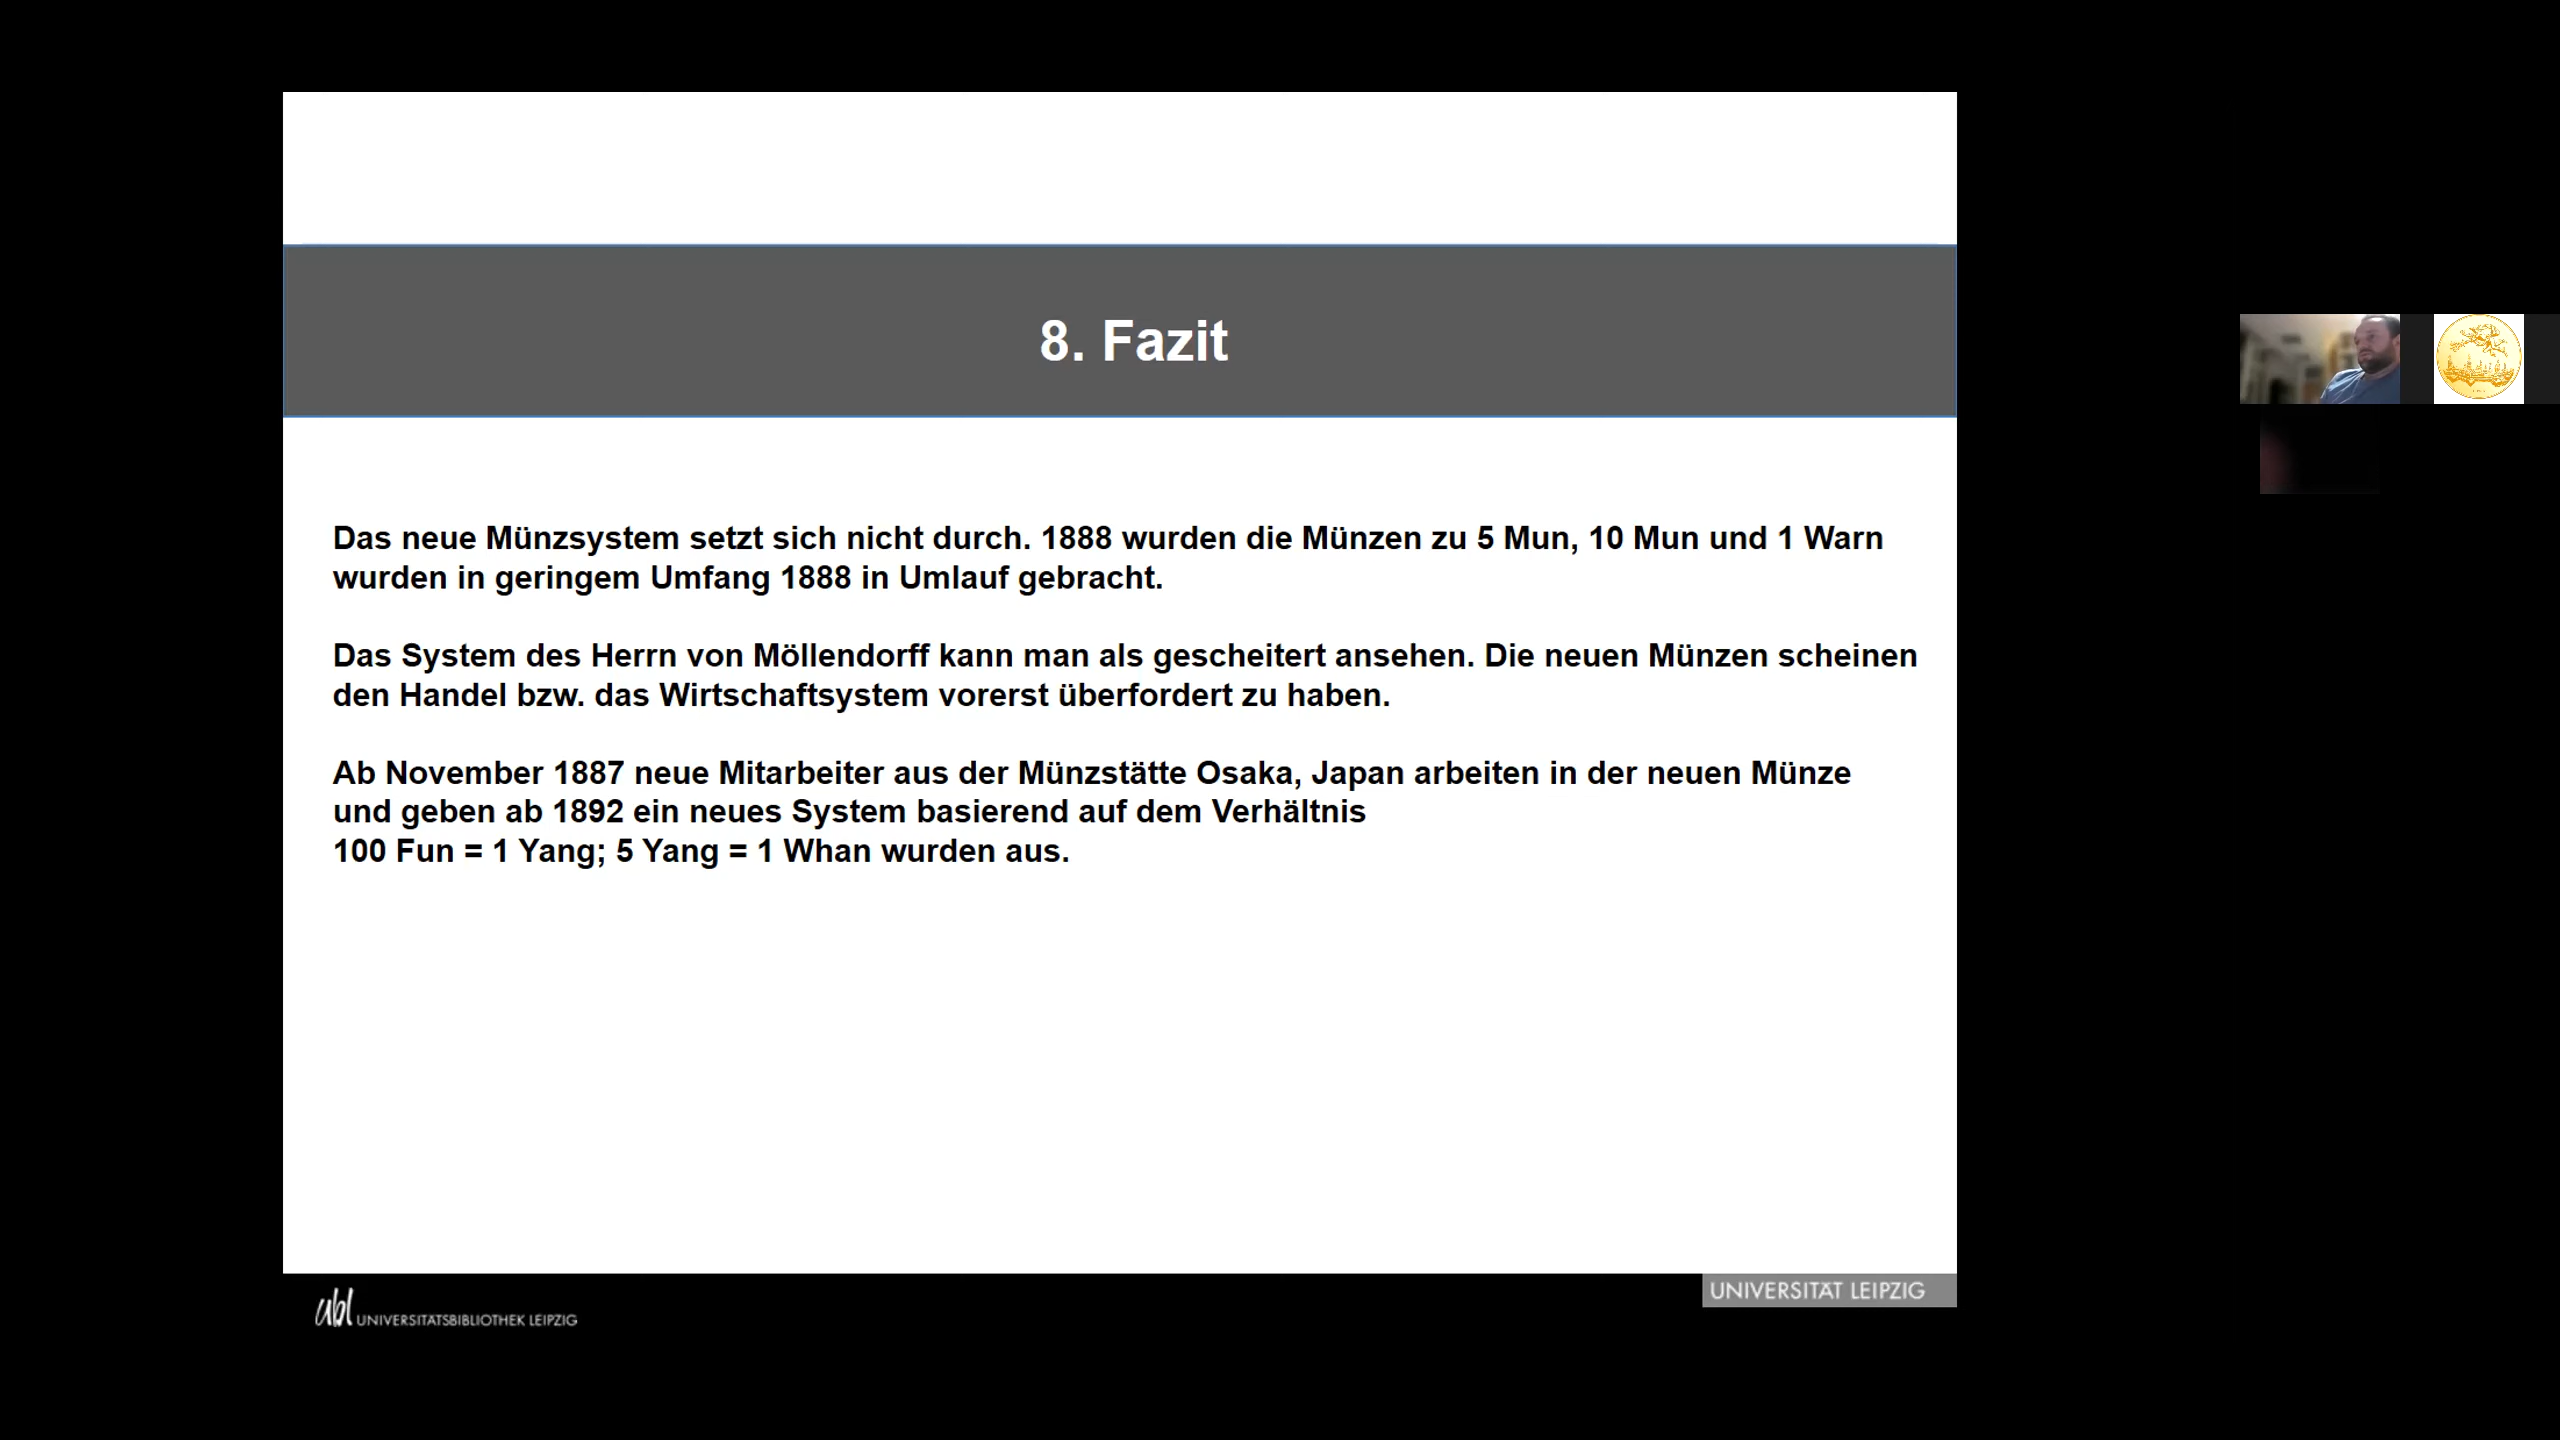 8. Fazit
Das neue Münzsystem setzt sich nicht durch. 1888 wurden die Münzen zu 5 Mun, 10 Mun und 1 Warn
wurden in geringem Umfang 1888 in Umlauf gebracht.
Das System des Herrn von Möllendorff kann man als gescheitert ansehen. Die neuen Münzen scheinen
den Handel bzw. das Wirtschaftsystem vorerst überfordert zu haben.
Ab November 1887 neue Mitarbeiter aus der Münzstätte Osaka, Japan arbeiten in der neuen Münze
und geben ab 1892 ein neues System basierend auf dem Verhältnis
100 Fun = 1 Yang; 5 Yang = 1 Whan wurden aus.
ubl UNIVERSITÄTSBIBLIOTHEK LEIPZIG
UNIVERSITÄT LEIPZIG